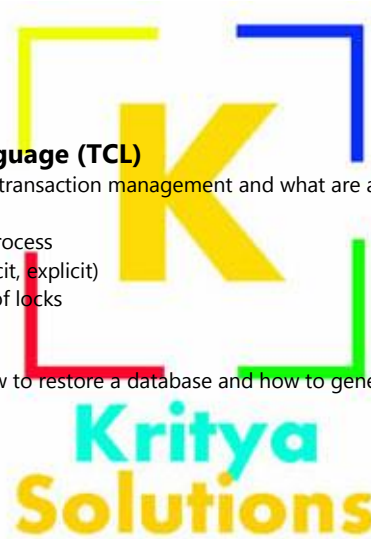 guage (TCL)
transaction management and what are a
rocess
cit, explicit)
of locks
w to restore a database and how to gene
K
Kritya
Solutions